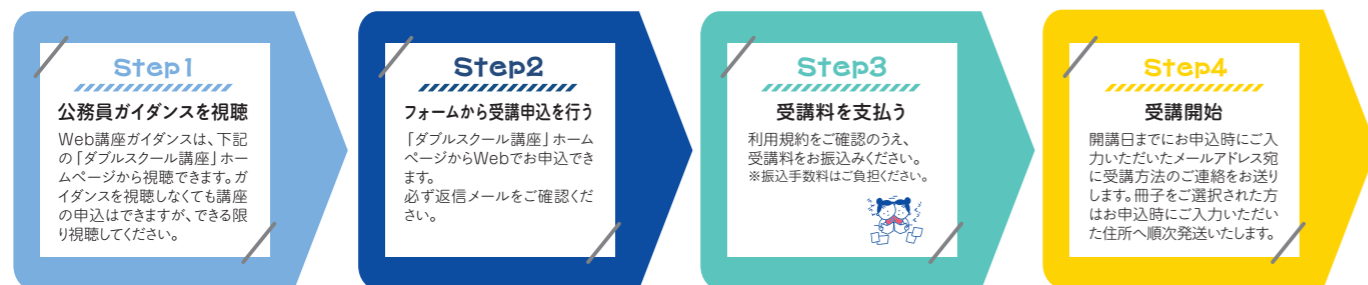 Step1
公務員ガイダンスを視聴
Web講座ガイダンスは、下記
の「ダブルスクール講座」ホー
ムページから視聴できます。ガ
イダンスを視聴しなくても講座
の申込はできますが、できる限
り視聴してください。
Step2
フォームから受講申込を行う
「ダブルスクール講座」ホーム
ページからWebでお申込でき
ます。
必ず返信メールをご確認くだ
さい。
Step3
受講料を支払う
利用規約をご確認のうえ、
受講料をお振込みください。
※振込手数料はご負担ください。
Step4
受講開始
開講日までにお申込時にご入
力いただいたメールアドレス宛
に受講方法のご連絡をお送り
します。冊子をご選択された方
はお申込時にご入力いただい
た住所へ順次発送いたします。